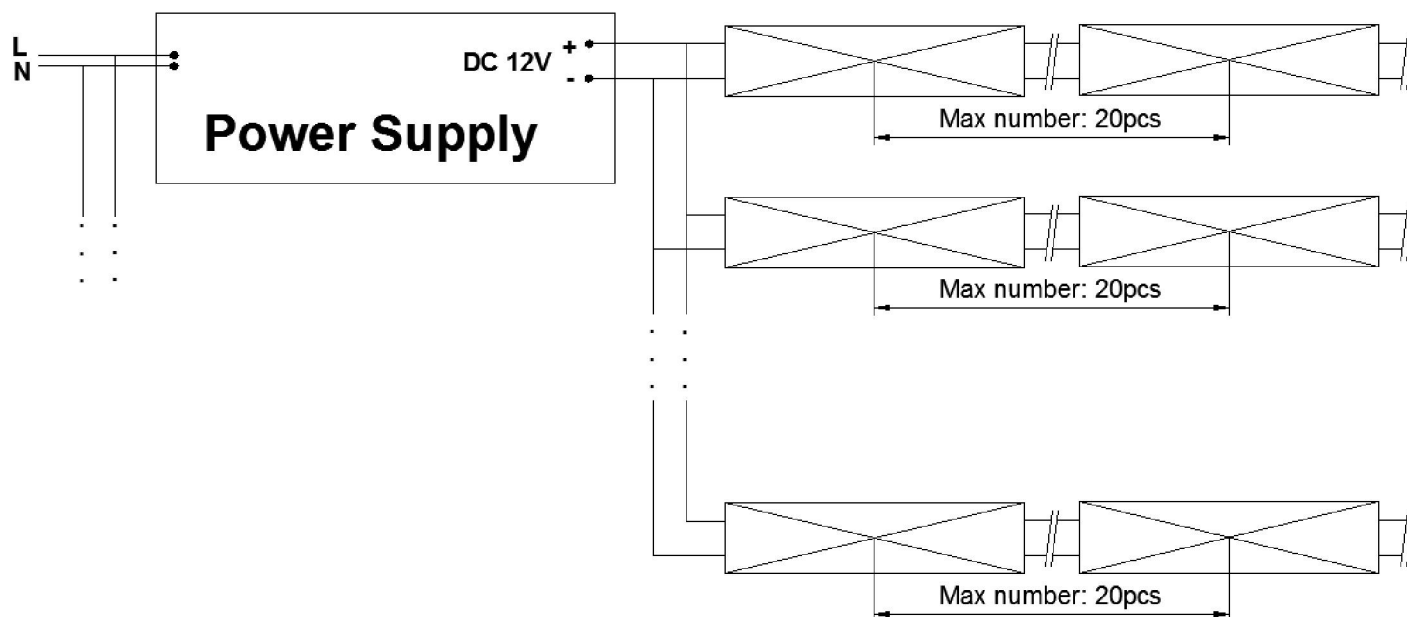 L
N
DC 12V
+
-
Power Supply
Max number: 20pcs
Max number: 20pcs
Max number: 20pcs